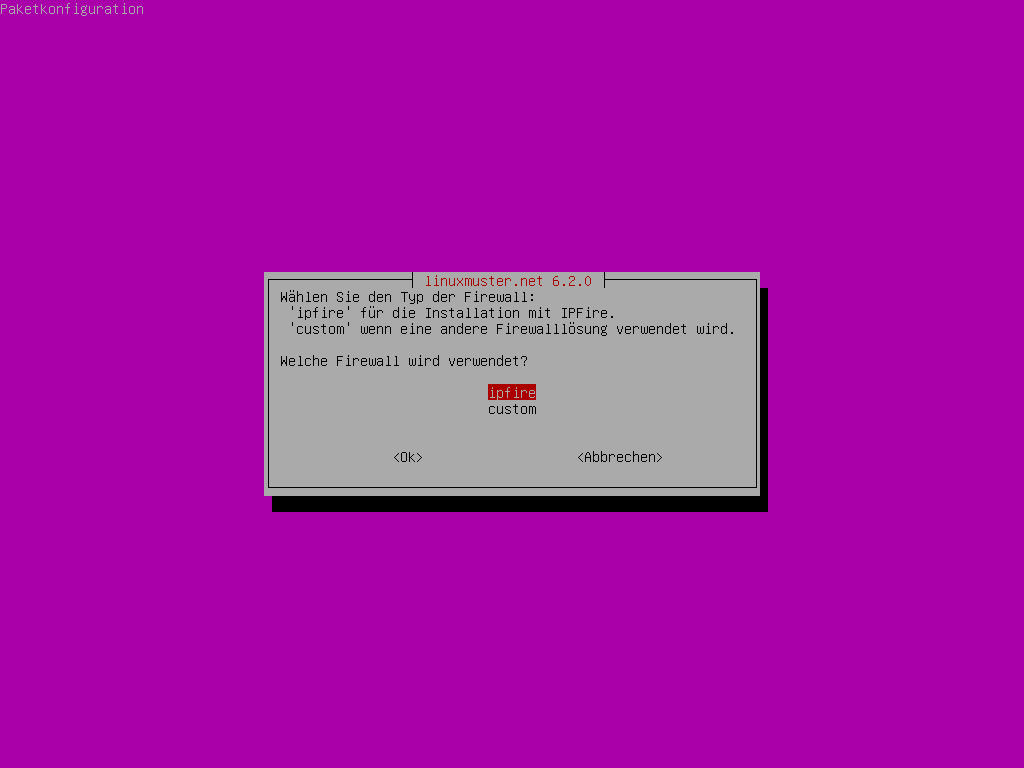 Paketkonfiguration
linuxmuster.net 6.2.0
Wählen Sie den Typ der Firewall:
'ipfire' für die Installation mit IPFire.
'custom' wenn eine andere Firewalllösung verwendet wird.
Welche Firewall wird verwendet?
ipfire
custom
<Ok> <Abbrechen>